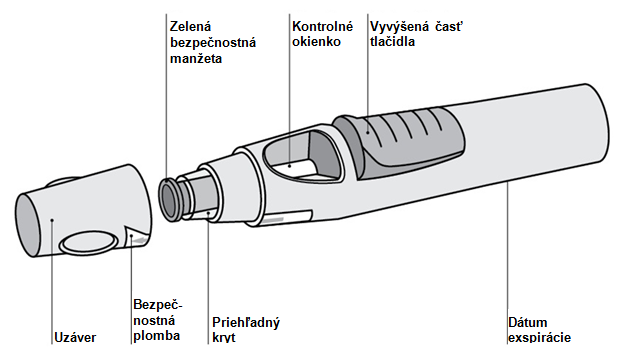 Zelená
bezpečnostná
manžeta
Kontrolné
okienko
Vyvýšená časť
tlačidla
Uzáver
Bezpeč-
nostná
plomba
Priehľadný
kryt
Dátum
exspirácie